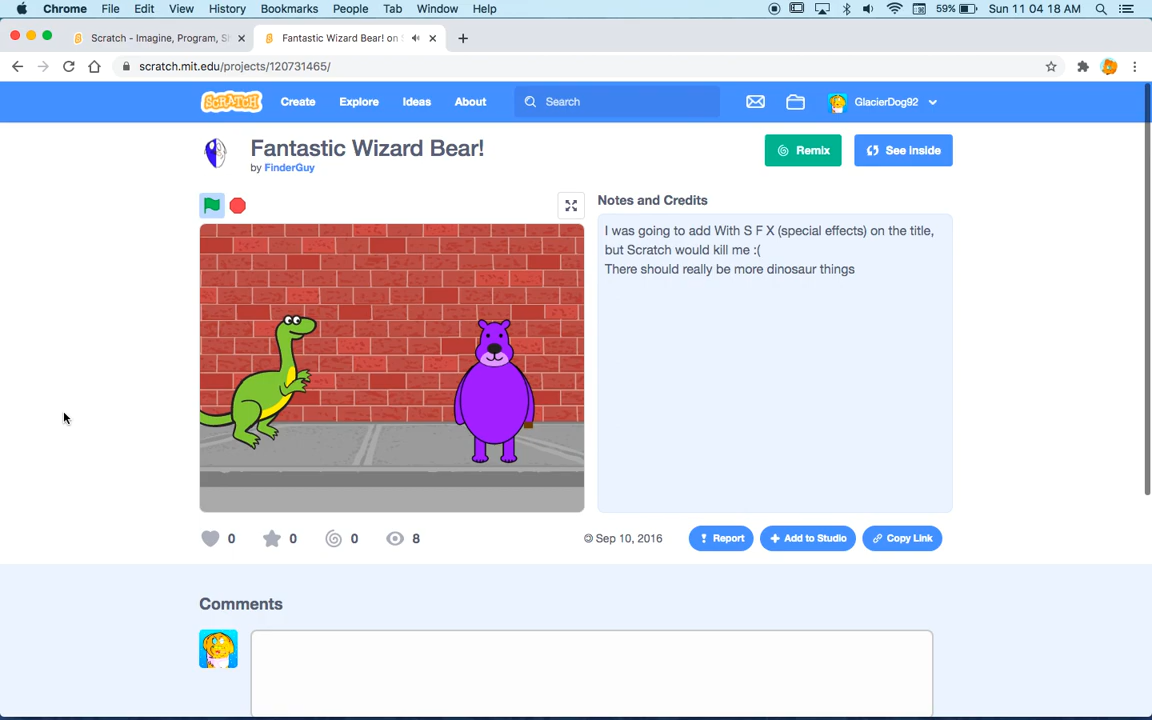 Chrome File Edit View History Bookmarks People Tab Window Help 59% Sun 11 04 18 AM
Scratch - Imagine, Program, Sh Fantastic Wizard Bear! on S
scratch.mit.edu/projects/120731465/
SCRATCH Create Explore Ideas About Search GlacierDog92
Fantastic Wizard Bear!
by FinderGuy
Remix See inside
Notes and Credits
I was going to add With S F X (special effects) on the title,
but Scratch would kill me :(
There should really be more dinosaur things
0 0 0 8 © Sep 10, 2016 Report Add to Studio Copy Link
Comments